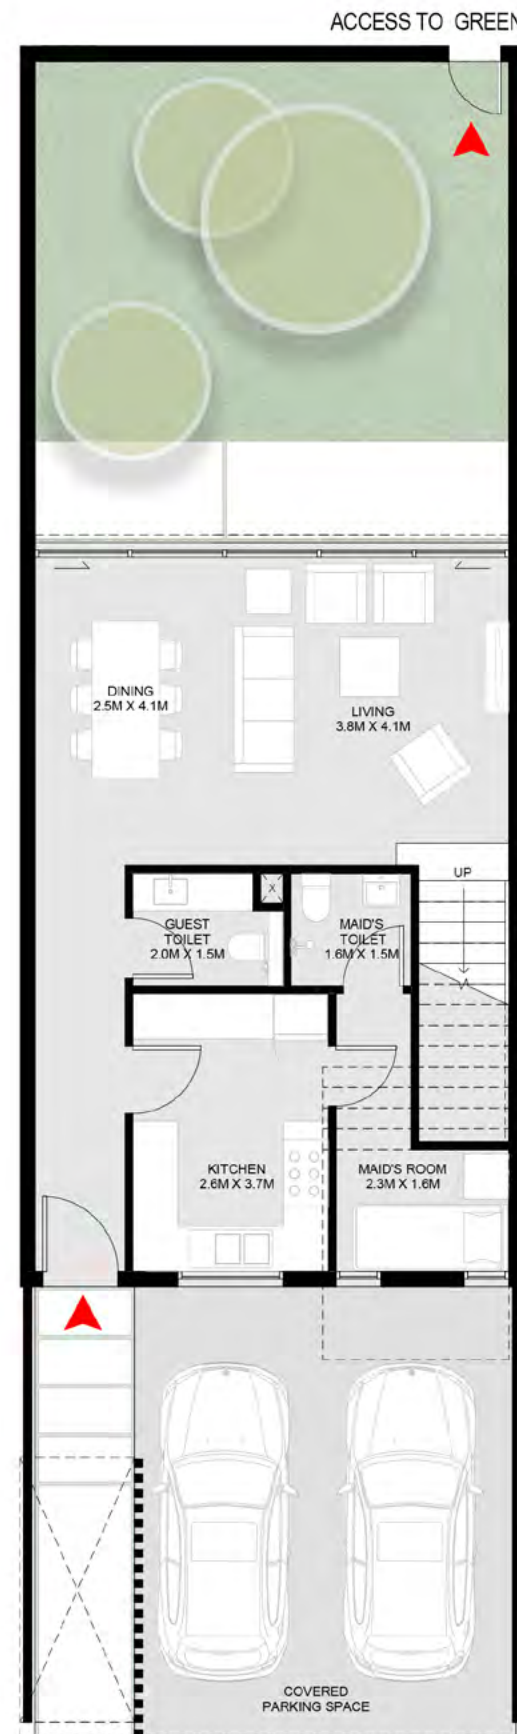 ACCESS TO GREEN
DINING
2.5M X 4.1M
LIVING
3.8M X 4.1M
UP
X
GUEST
TOILET
2.0M X 1.5M
MAID'S
TOILET
1.6M X 1.5M
KITCHEN
2.6M X 3.7M
MAID'S ROOM
2.3M X 1.6M
COVERED
PARKING SPACE